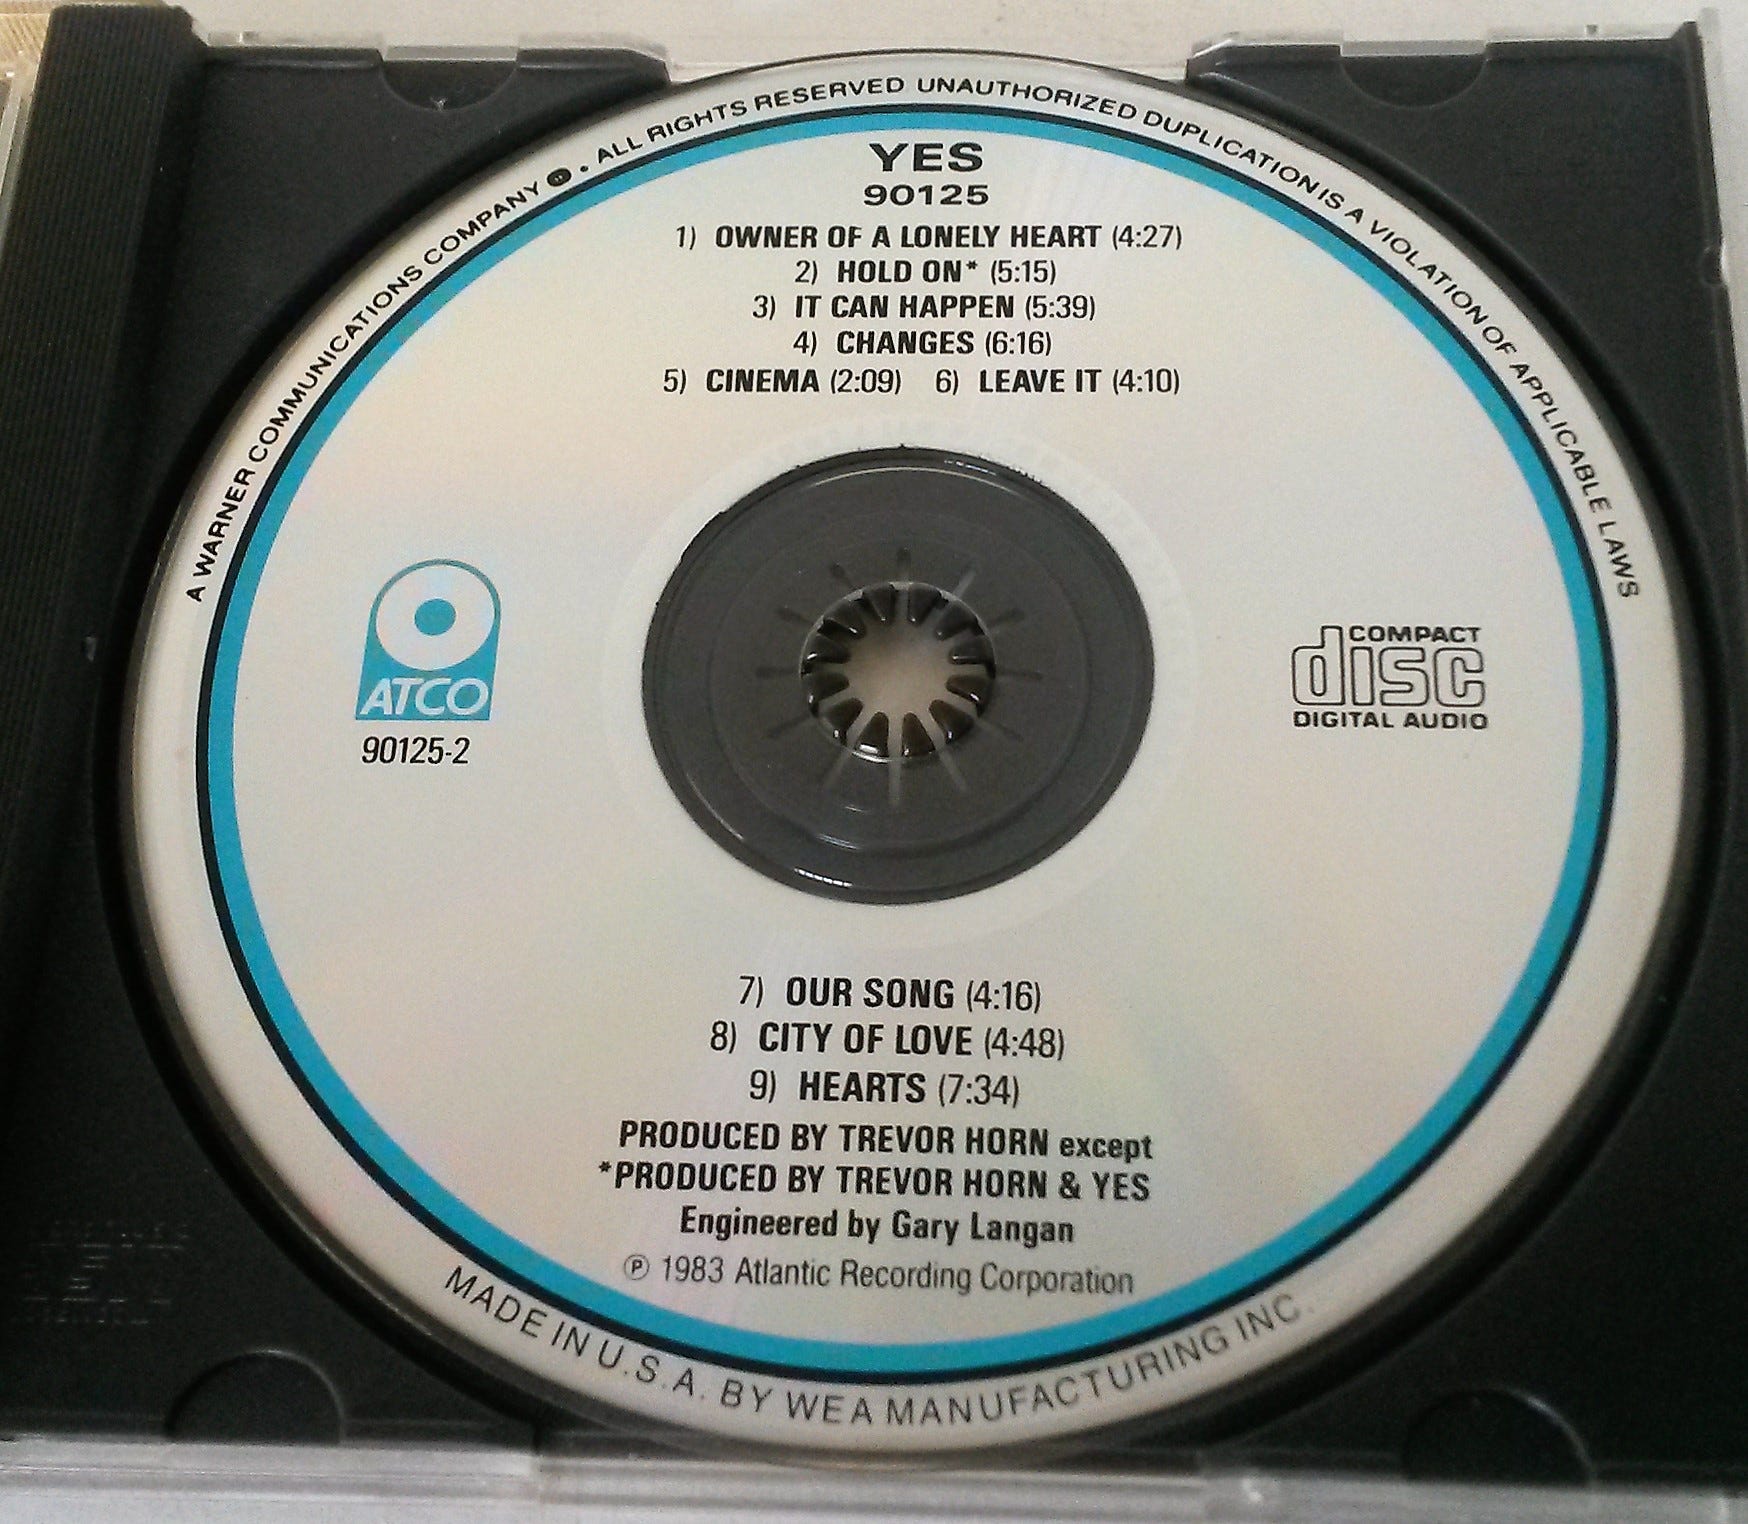 A WARNER COMMUNICATIONS COMPANY . ALL RIGHTS RESERVED UNAUTHORIZED DUPLICATION IS A VIOLATION OF APPLICABLE LAWS
YES
90125
1) OWNER OF A LONELY HEART (4:27)
2) HOLD ON* (5:15)
3) IT CAN HAPPEN (5:39)
4) CHANGES (6:16)
5) CINEMA (2:09) 6) LEAVE IT (4:10)
ATCO
90125-2
COMPACT
disc
DIGITAL AUDIO
7) OUR SONG (4:16)
8) CITY OF LOVE (4:48)
9) HEARTS (7:34)
PRODUCED BY TREVOR HORN except
*PRODUCED BY TREVOR HORN & YES
Engineered by Gary Langan
℗ 1983 Atlantic Recording Corporation
MADE IN U.S.A. BY WEA MANUFACTURING INC.